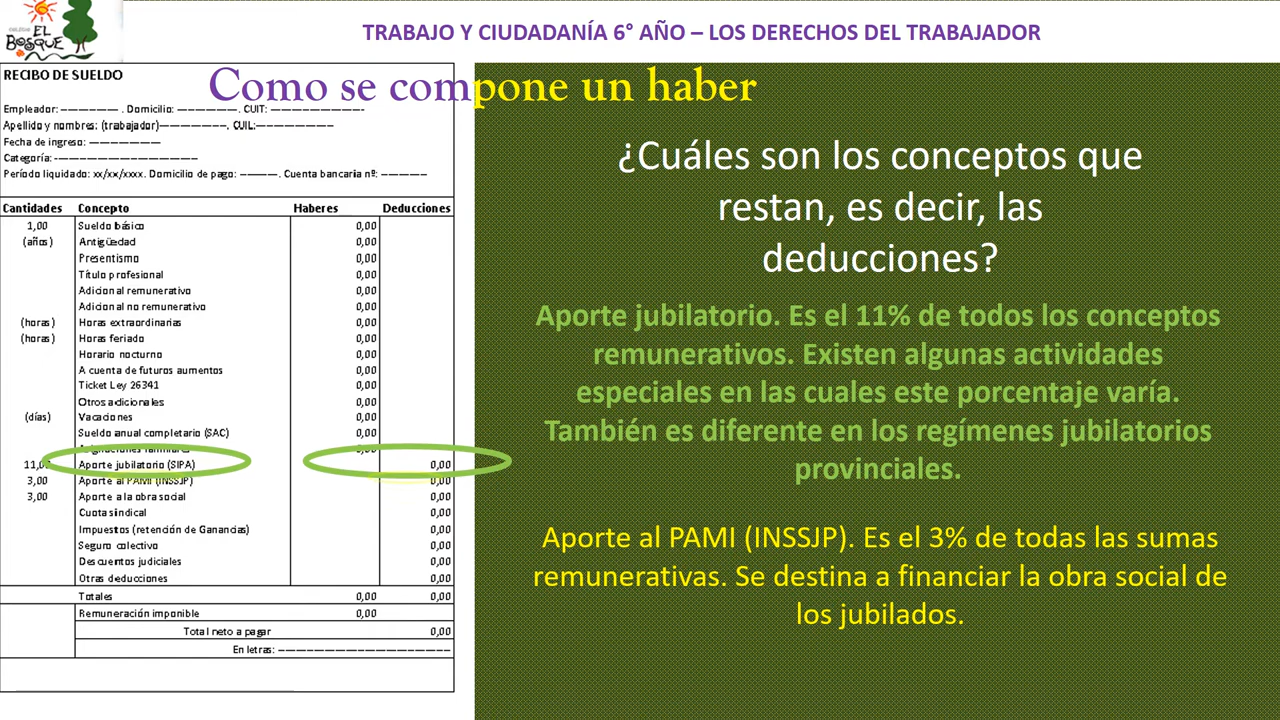 COLEGIO
EL
BOSQUE
TRABAJO Y CIUDADANÍA 6° AÑO – LOS DERECHOS DEL TRABAJADOR
Como se compone un haber
RECIBO DE SUELDO
Empleador: ––––––––– . Domicilio: –––––––––. CUIT: ––––––––––––––
Apellido y nombres: (trabajador)––––––––––, CUIL:–––––––––––
Fecha de ingreso: ––––––––––
Categoría: –––––––––––––––––––––
Período liquidado: xx/xx/xxxx. Domicilio de pago: –––––. Cuenta bancaria nº: ––––––
Cantidades Concepto Haberes Deducciones
1,00 Sueldo básico 0,00
(años) Antigüedad 0,00
Presentismo 0,00
Título profesional 0,00
Adicional remunerativo 0,00
Adicional no remunerativo 0,00
(horas) Horas extraordinarias 0,00
(horas) Horas feriado 0,00
Horario nocturno 0,00
A cuenta de futuros aumentos 0,00
Ticket Ley 26341 0,00
Otros adicionales 0,00
(días) Vacaciones 0,00
Sueldo anual completario (SAC) 0,00
Asignaciones familiares 0,00
11,00 Aporte jubilatorio (SIPA) 0,00
3,00 Aporte al PAMI (INSSJP) 0,00
3,00 Aporte a la obra social 0,00
Cuota sindical 0,00
Impuestos (retención de Ganancias) 0,00
Seguro colectivo 0,00
Descuentos judiciales 0,00
Otras deducciones 0,00
Totales 0,00 0,00
Remuneración imponible 0,00
Total neto a pagar 0,00
En letras: –––––––––––––––––––––––––
¿Cuáles son los conceptos que
restan, es decir, las
deducciones?
Aporte jubilatorio. Es el 11% de todos los conceptos
remunerativos. Existen algunas actividades
especiales en las cuales este porcentaje varía.
También es diferente en los regímenes jubilatorios
provinciales.
Aporte al PAMI (INSSJP). Es el 3% de todas las sumas
remunerativas. Se destina a financiar la obra social de
los jubilados.